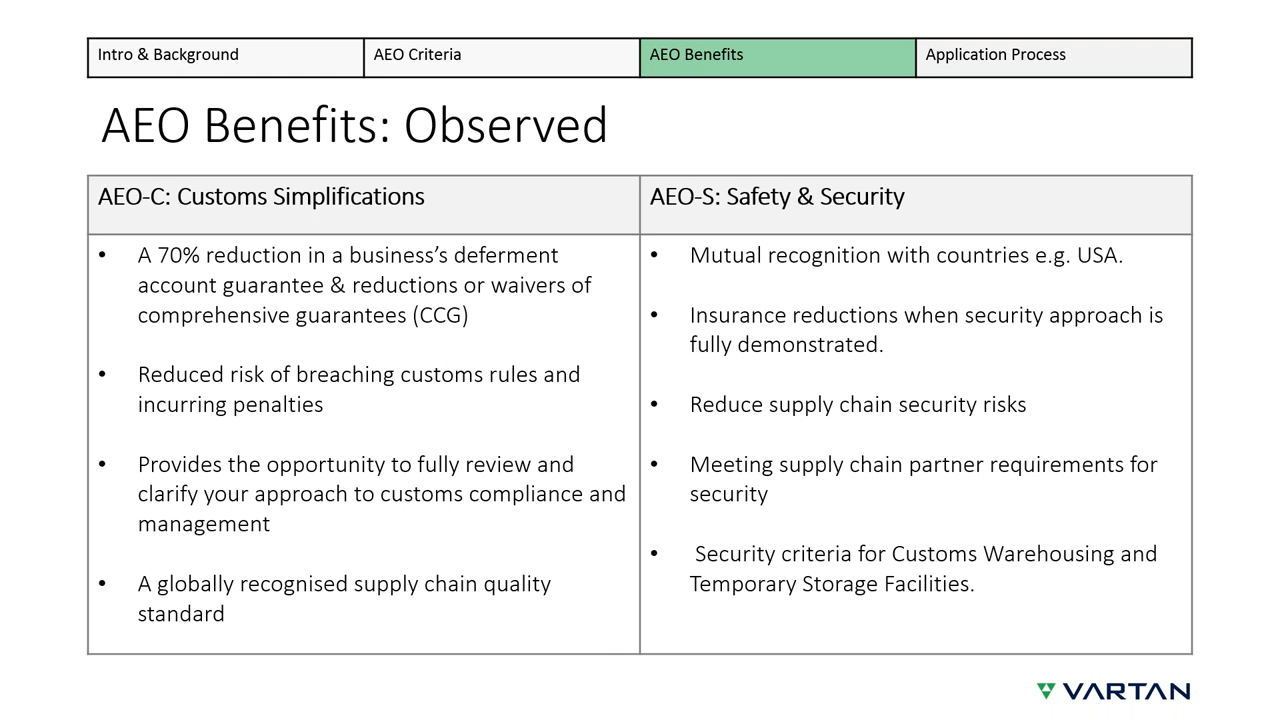 Intro & Background
AEO Criteria
AEO Benefits
Application Process
AEO Benefits: Observed
AEO-C: Customs Simplifications
• A 70% reduction in a business’s deferment
account guarantee & reductions or waivers of
comprehensive guarantees (CCG)
• Reduced risk of breaching customs rules and
incurring penalties
• Provides the opportunity to fully review and
clarify your approach to customs compliance and
management
• A globally recognised supply chain quality
standard
AEO-S: Safety & Security
• Mutual recognition with countries e.g. USA.
• Insurance reductions when security approach is
fully demonstrated.
• Reduce supply chain security risks
• Meeting supply chain partner requirements for
security
• Security criteria for Customs Warehousing and
Temporary Storage Facilities.
VARTAN